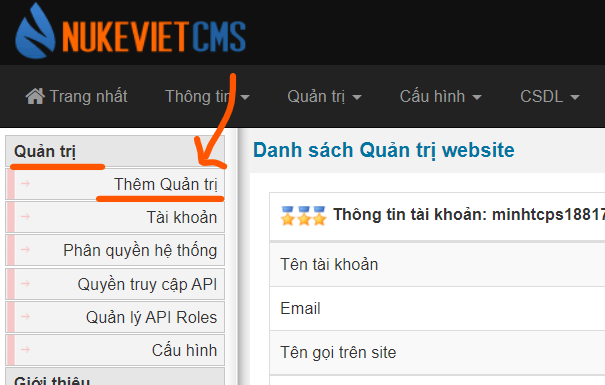 NUKEVIETCMS
Trang nhất Thông tin Quản trị Cấu hình CSDL
Quản trị
Thêm Quản trị
Tài khoản
Phân quyền hệ thống
Quyền truy cập API
Quản lý API Roles
Cấu hình
Giới thiệu
Danh sách Quản trị website
Thông tin tài khoản: minhtcps18817
Tên tài khoản
Email
Tên gọi trên site